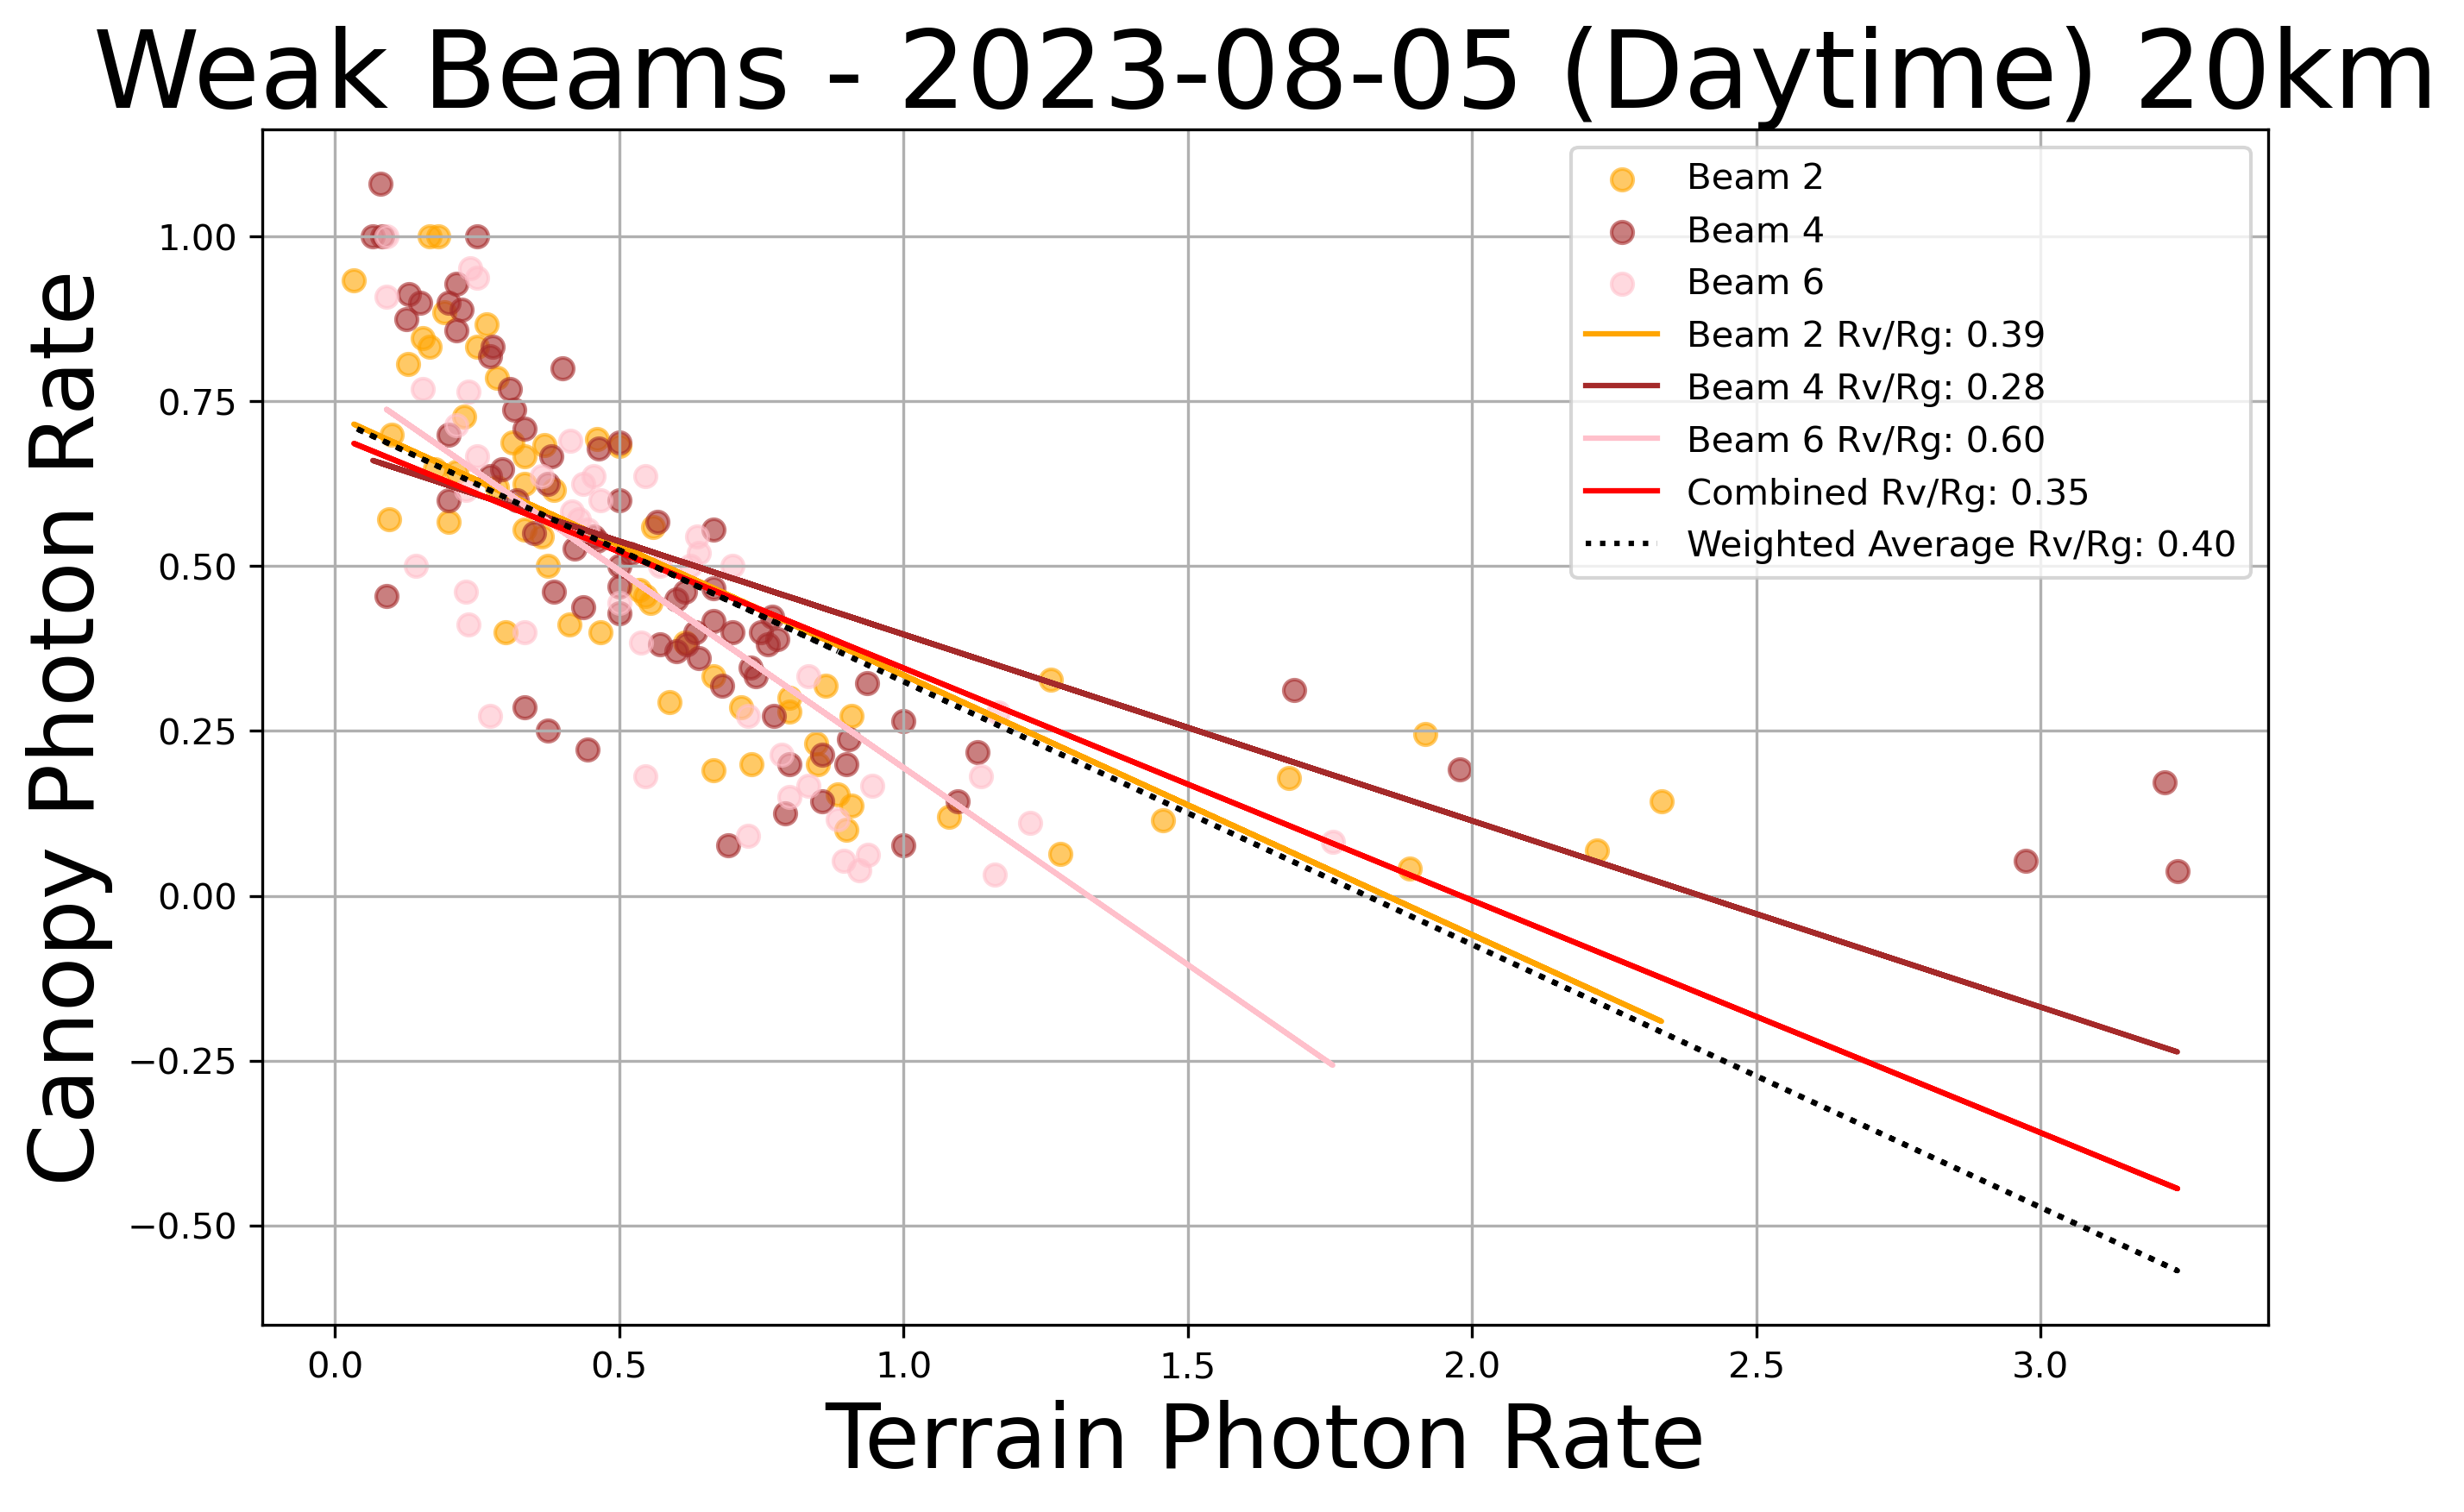 Weak Beams - 2023-08-05 (Daytime) 20km
Beam 2
Beam 4
Beam 6
Beam 2 Rv/Rg: 0.39
Beam 4 Rv/Rg: 0.28
Beam 6 Rv/Rg: 0.60
Combined Rv/Rg: 0.35
Weighted Average Rv/Rg: 0.40
Canopy Photon Rate
1.00
0.75
0.50
0.25
0.00
−0.25
−0.50
0.0 0.5 1.0 1.5 2.0 2.5 3.0
Terrain Photon Rate